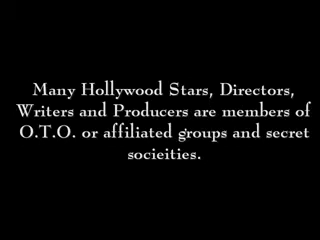 Many Hollywood Stars, Directors,
Writers and Producers are members of
O.T.O. or affiliated groups and secret
socieities.